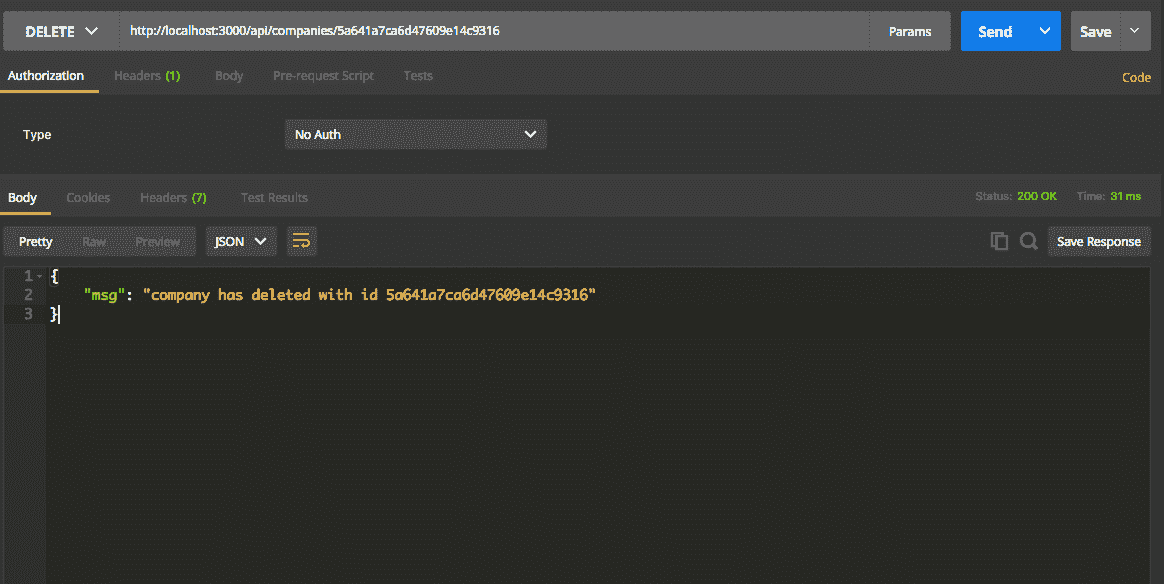 DELETE http://localhost:3000/api/companies/5a641a7ca6d47609e14c9316 Params Send Save
Authorization Headers (1) Body Pre-request Script Tests Code
Type No Auth
Body Cookies Headers (7) Test Results Status: 200 OK Time: 31 ms
Pretty Raw Preview JSON Save Response
1 {
2 "msg": "company has deleted with id 5a641a7ca6d47609e14c9316"
3 }